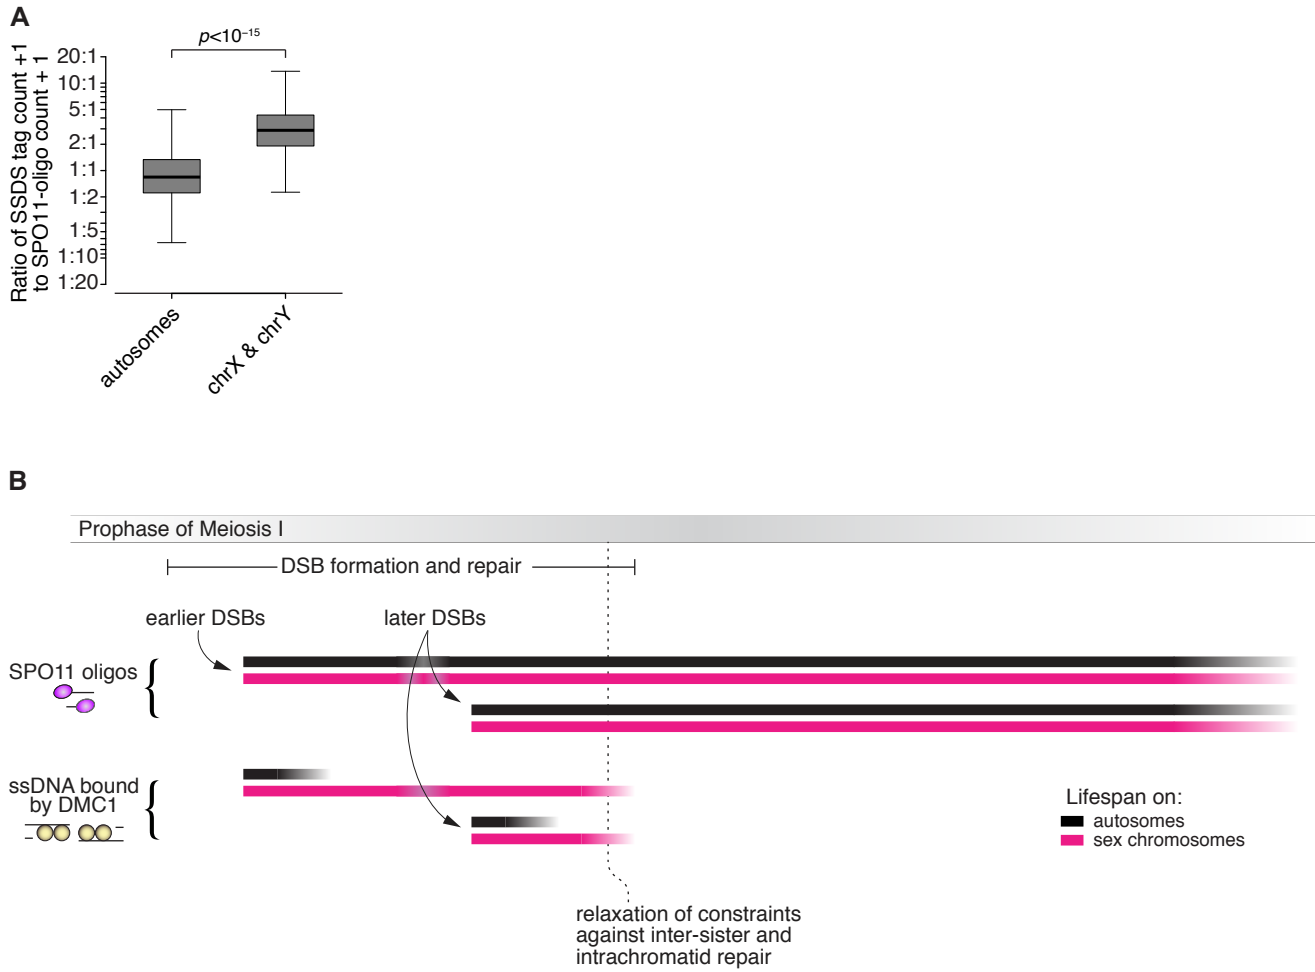 A
p<10⁻¹⁵
Ratio of SSDS tag count +1
to SPO11-oligo count + 1
20:1
10:1
5:1
2:1
1:1
1:2
1:5
1:10
1:20
autosomes
chrX & chrY
B
Prophase of Meiosis I
DSB formation and repair
earlier DSBs
later DSBs
SPO11 oligos
ssDNA bound
by DMC1
Lifespan on:
autosomes
sex chromosomes
relaxation of constraints
against inter-sister and
intrachromatid repair